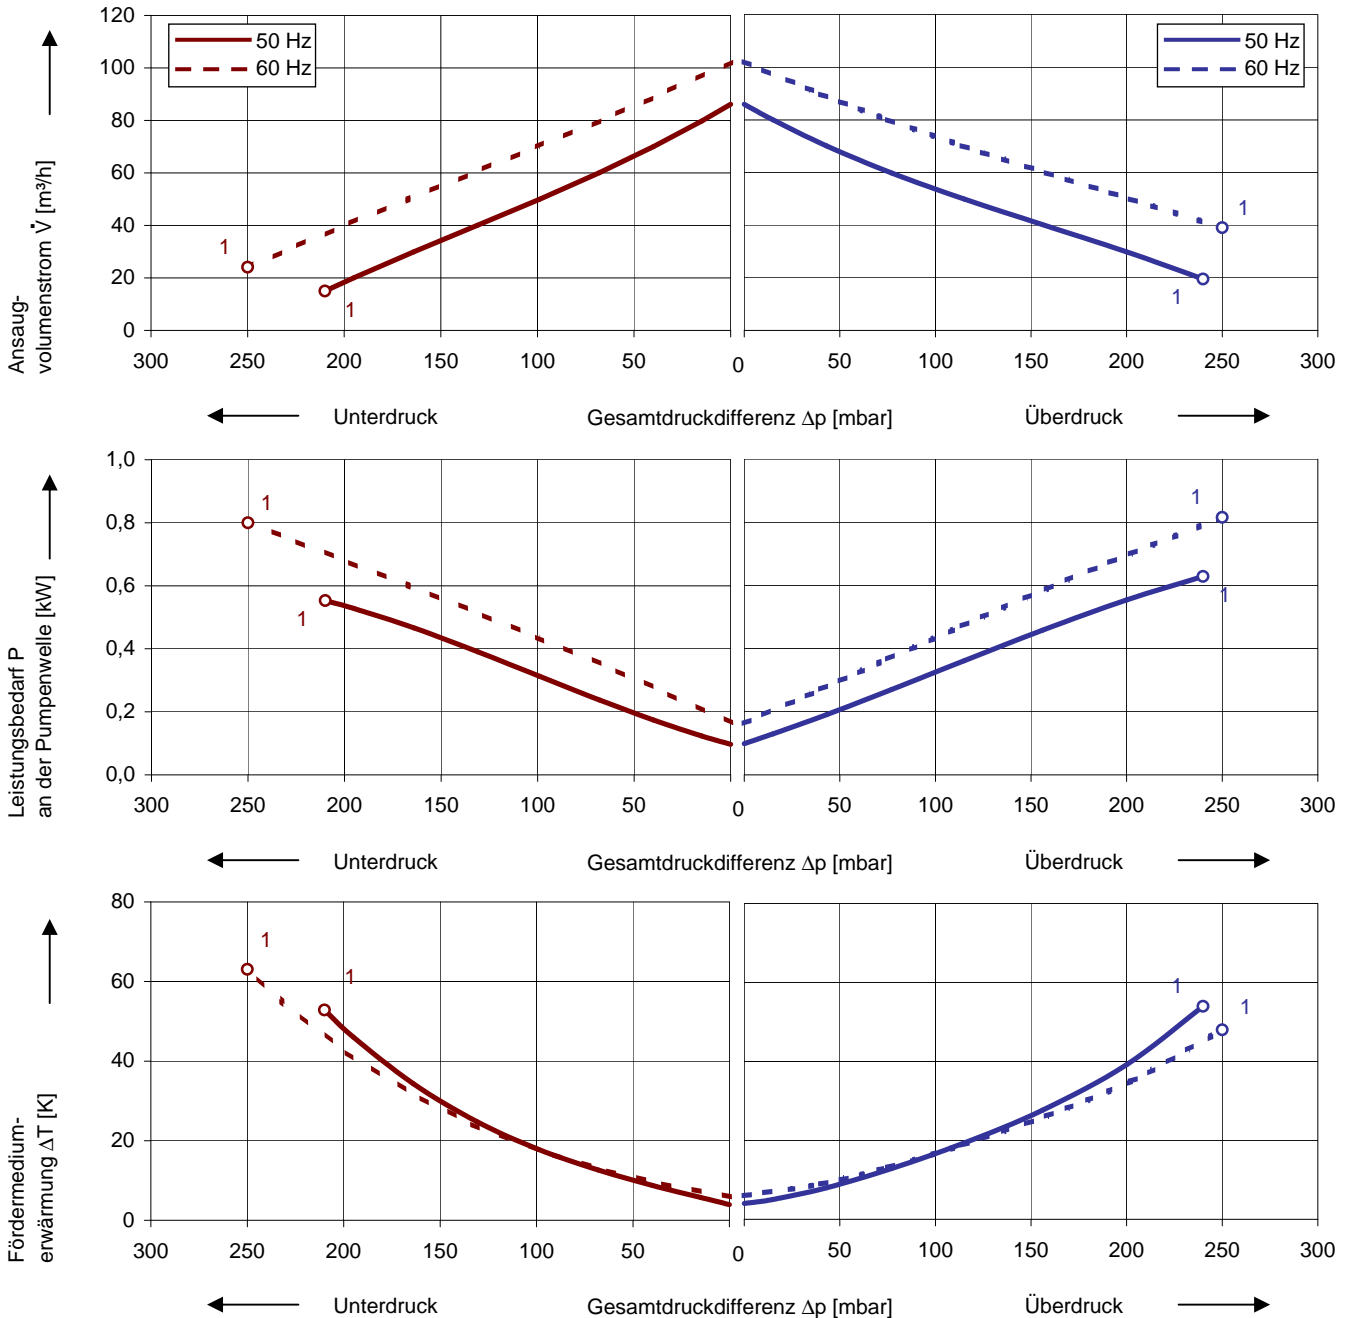 120
100
80
60
40
20
0
50 Hz
60 Hz
50 Hz
60 Hz
1
1
1
1
Ansaug-
volumenstrom V̇ [m³/h]
300 250 200 150 100 50 0 50 100 150 200 250 300
Unterdruck Gesamtdruckdifferenz Δp [mbar] Überdruck
1,0
0,8
0,6
0,4
0,2
0,0
1
1
1
1
Leistungsbedarf P
an der Pumpenwelle [kW]
300 250 200 150 100 50 0 50 100 150 200 250 300
Unterdruck Gesamtdruckdifferenz Δp [mbar] Überdruck
80
60
40
20
0
1
1
1
1
Fördermedium-
erwärmung ΔT [K]
300 250 200 150 100 50 0 50 100 150 200 250 300
Unterdruck Gesamtdruckdifferenz Δp [mbar] Überdruck